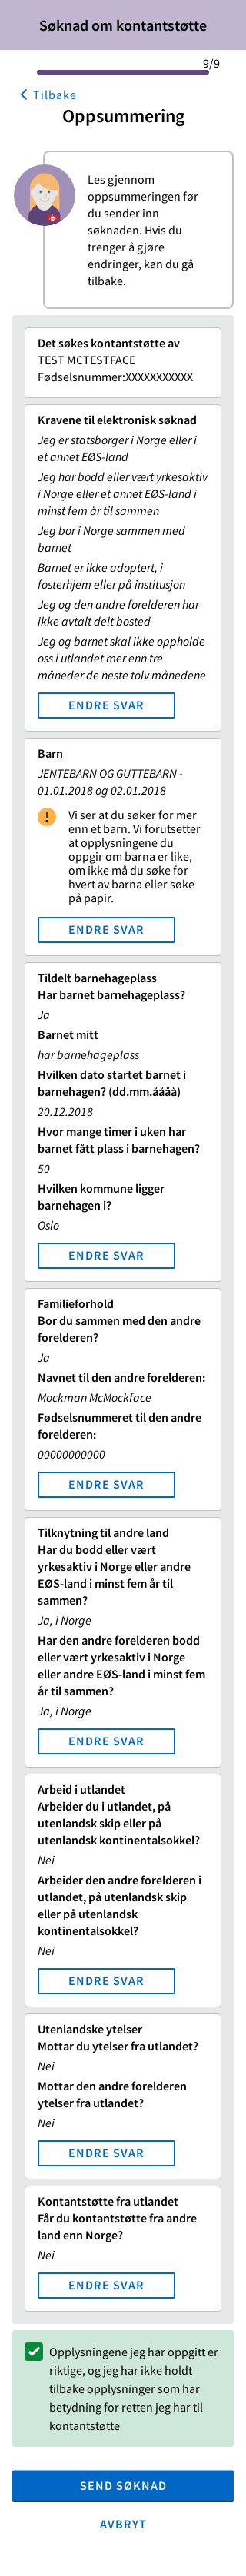 Søknad om kontantstøtte
9/9
Tilbake
Oppsummering
Les gjennom
oppsummeringen før
du sender inn
søknaden. Hvis du
trenger å gjøre
endringer, kan du gå
tilbake.
Det søkes kontantstøtte av
TEST MCTESTFACE
Fødselsnummer:XXXXXXXXXXX
Kravene til elektronisk søknad
Jeg er statsborger i Norge eller i
et annet EØS-land
Jeg har bodd eller vært yrkesaktiv
i Norge eller et annet EØS-land i
minst fem år til sammen
Jeg bor i Norge sammen med
barnet
Barnet er ikke adoptert, i
fosterhjem eller på institusjon
Jeg og den andre forelderen har
ikke avtalt delt bosted
Jeg og barnet skal ikke oppholde
oss i utlandet mer enn tre
måneder de neste tolv månedene
ENDRE SVAR
Barn
JENTEBARN OG GUTTEBARN -
01.01.2018 og 02.01.2018
Vi ser at du søker for mer
enn et barn. Vi forutsetter
at opplysningene du
oppgir om barna er like,
om ikke må du søke for
hvert av barna eller søke
på papir.
ENDRE SVAR
Tildelt barnehageplass
Har barnet barnehageplass?
Ja
Barnet mitt
har barnehageplass
Hvilken dato startet barnet i
barnehagen? (dd.mm.åååå)
20.12.2018
Hvor mange timer i uken har
barnet fått plass i barnehagen?
50
Hvilken kommune ligger
barnehagen i?
Oslo
ENDRE SVAR
Familieforhold
Bor du sammen med den andre
forelderen?
Ja
Navnet til den andre forelderen:
Mockman McMockface
Fødselsnummeret til den andre
forelderen:
00000000000
ENDRE SVAR
Tilknytning til andre land
Har du bodd eller vært
yrkesaktiv i Norge eller andre
EØS-land i minst fem år til
sammen?
Ja, i Norge
Har den andre forelderen bodd
eller vært yrkesaktiv i Norge
eller andre EØS-land i minst fem
år til sammen?
Ja, i Norge
ENDRE SVAR
Arbeid i utlandet
Arbeider du i utlandet, på
utenlandsk skip eller på
utenlandsk kontinentalsokkel?
Nei
Arbeider den andre forelderen i
utlandet, på utenlandsk skip
eller på utenlandsk
kontinentalsokkel?
Nei
ENDRE SVAR
Utenlandske ytelser
Mottar du ytelser fra utlandet?
Nei
Mottar den andre forelderen
ytelser fra utlandet?
Nei
ENDRE SVAR
Kontantstøtte fra utlandet
Får du kontantstøtte fra andre
land enn Norge?
Nei
ENDRE SVAR
Opplysningene jeg har oppgitt er
riktige, og jeg har ikke holdt
tilbake opplysninger som har
betydning for retten jeg har til
kontantstøtte
SEND SØKNAD
AVBRYT